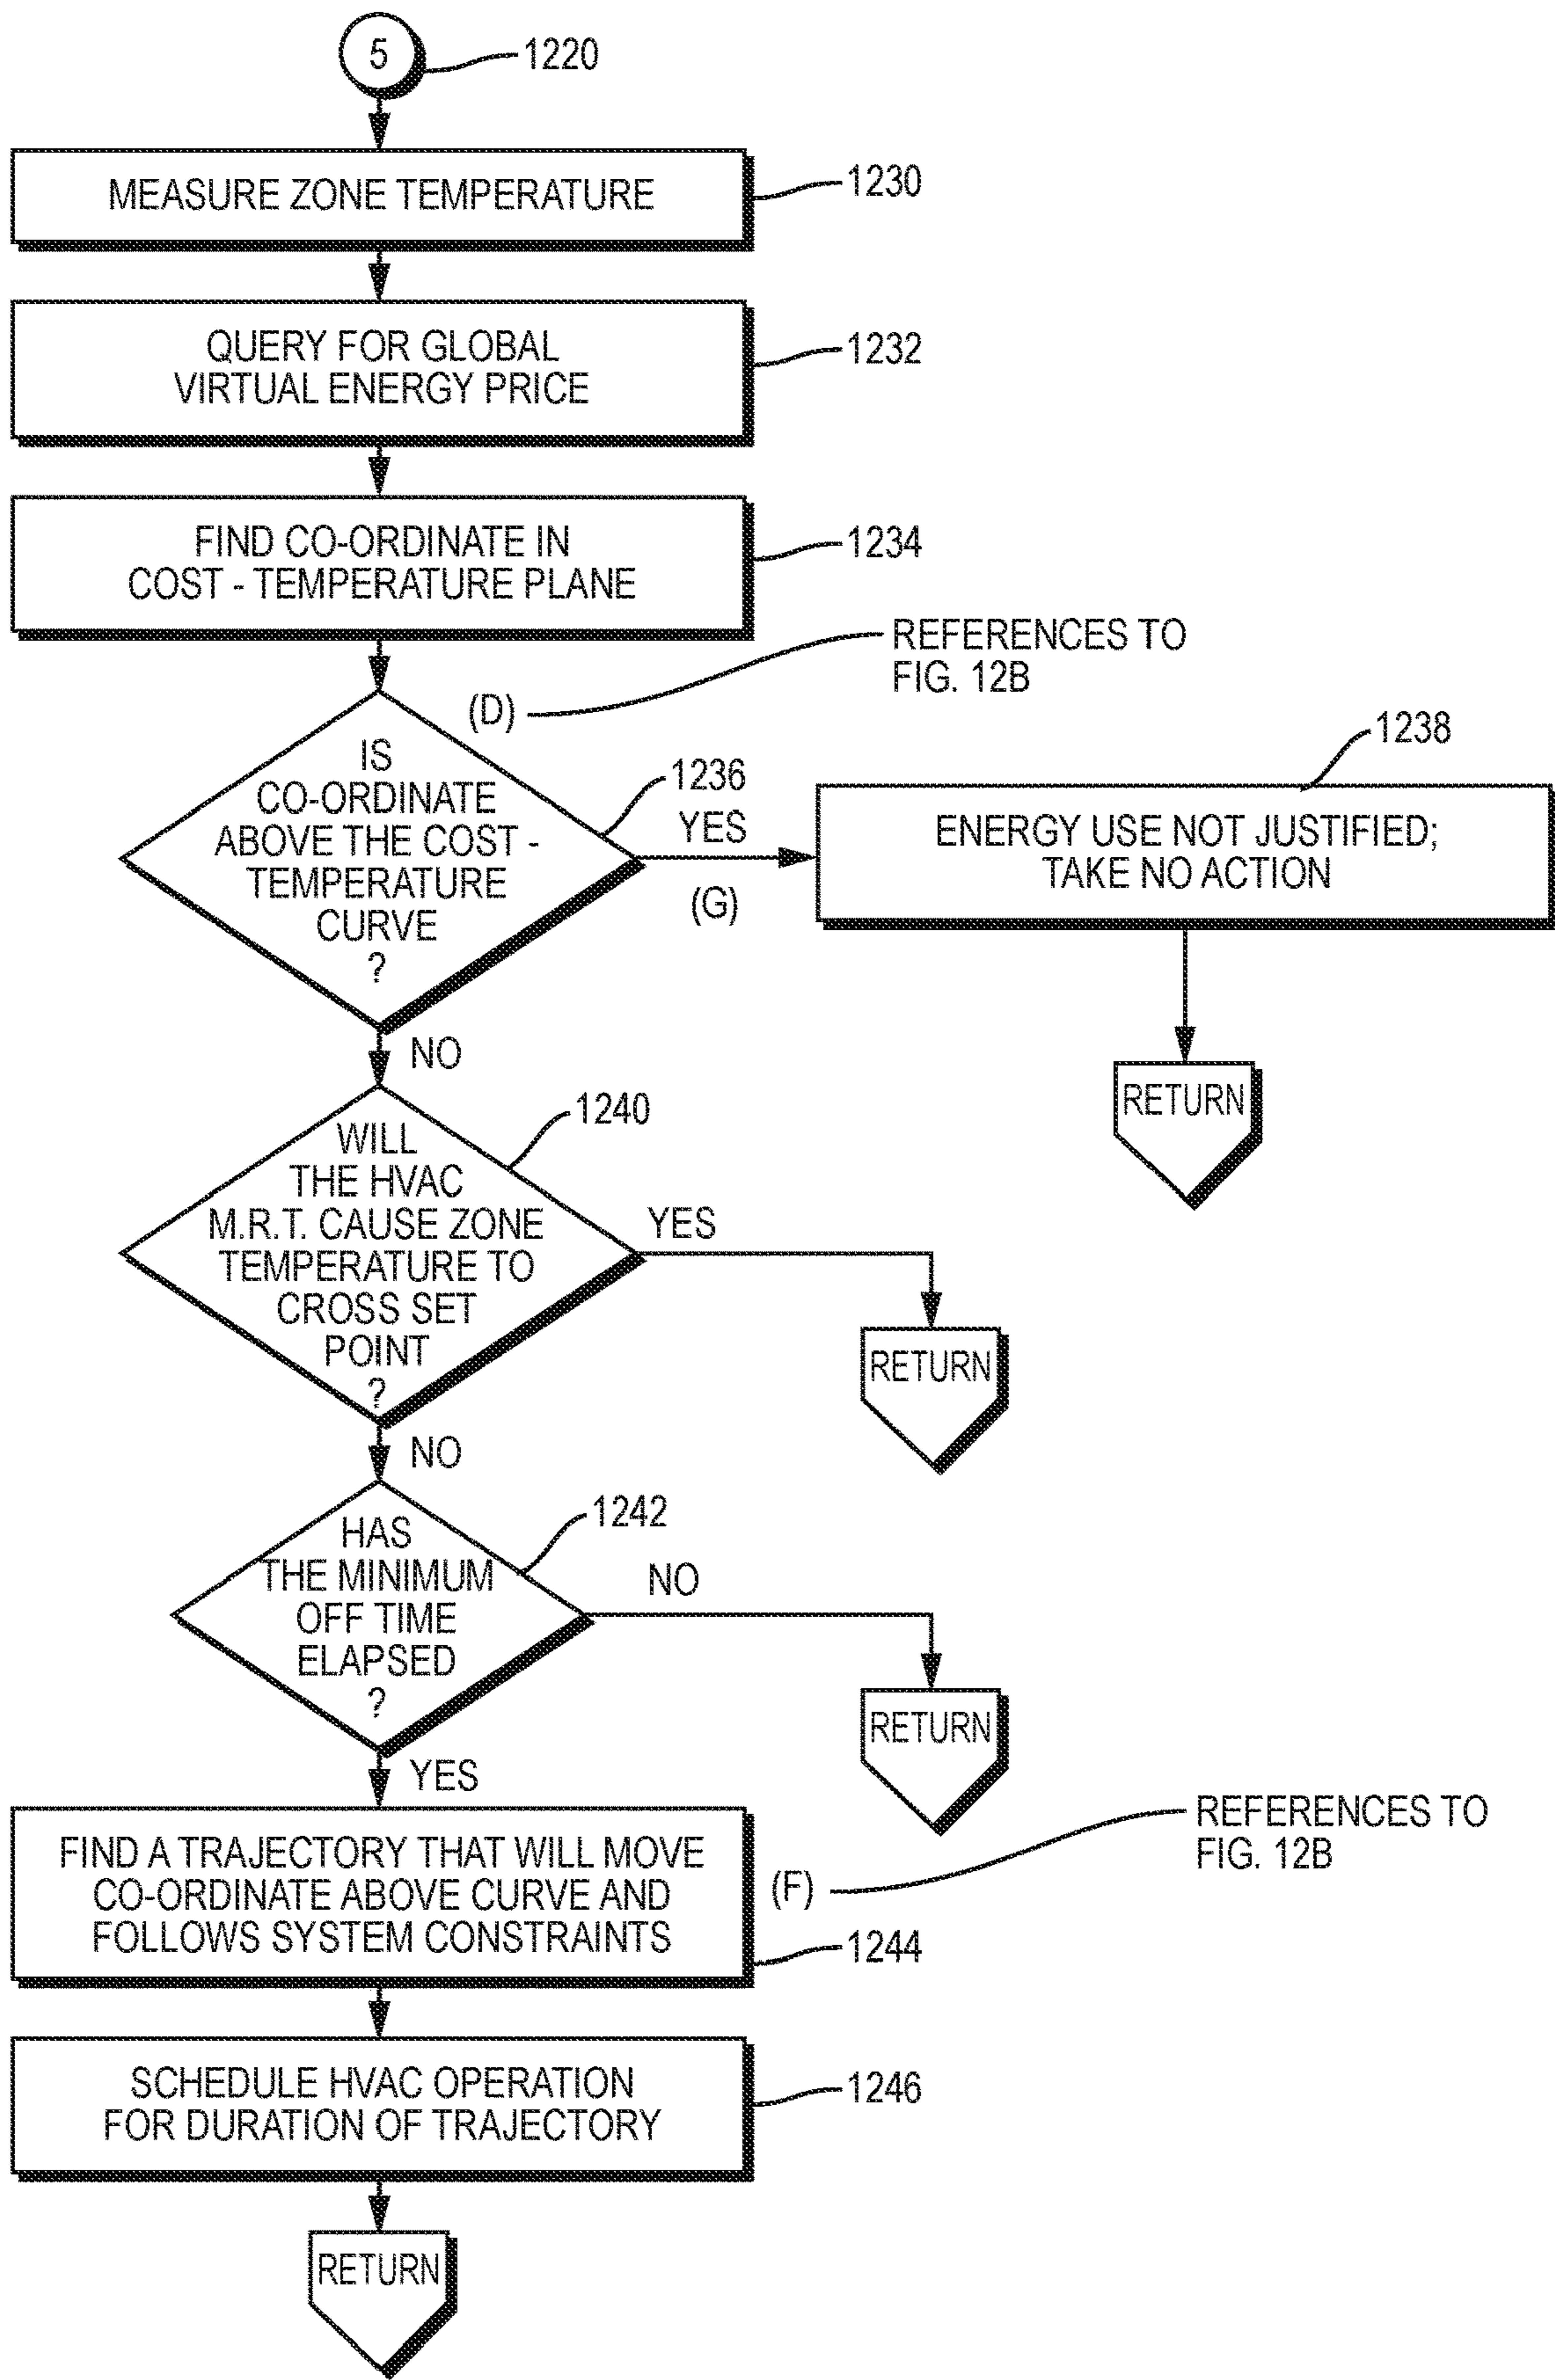 5
1220
MEASURE ZONE TEMPERATURE
1230
QUERY FOR GLOBAL
VIRTUAL ENERGY PRICE
1232
FIND CO-ORDINATE IN
COST - TEMPERATURE PLANE
1234
REFERENCES TO
FIG. 12B
(D)
IS
CO-ORDINATE
ABOVE THE COST -
TEMPERATURE
CURVE
?
1236
YES
(G)
1238
ENERGY USE NOT JUSTIFIED;
TAKE NO ACTION
RETURN
NO
WILL
THE HVAC
M.R.T. CAUSE ZONE
TEMPERATURE TO
CROSS SET
POINT
?
1240
YES
RETURN
NO
HAS
THE MINIMUM
OFF TIME
ELAPSED
?
1242
NO
RETURN
YES
FIND A TRAJECTORY THAT WILL MOVE
CO-ORDINATE ABOVE CURVE AND
FOLLOWS SYSTEM CONSTRAINTS
(F)
REFERENCES TO
FIG. 12B
1244
SCHEDULE HVAC OPERATION
FOR DURATION OF TRAJECTORY
1246
RETURN